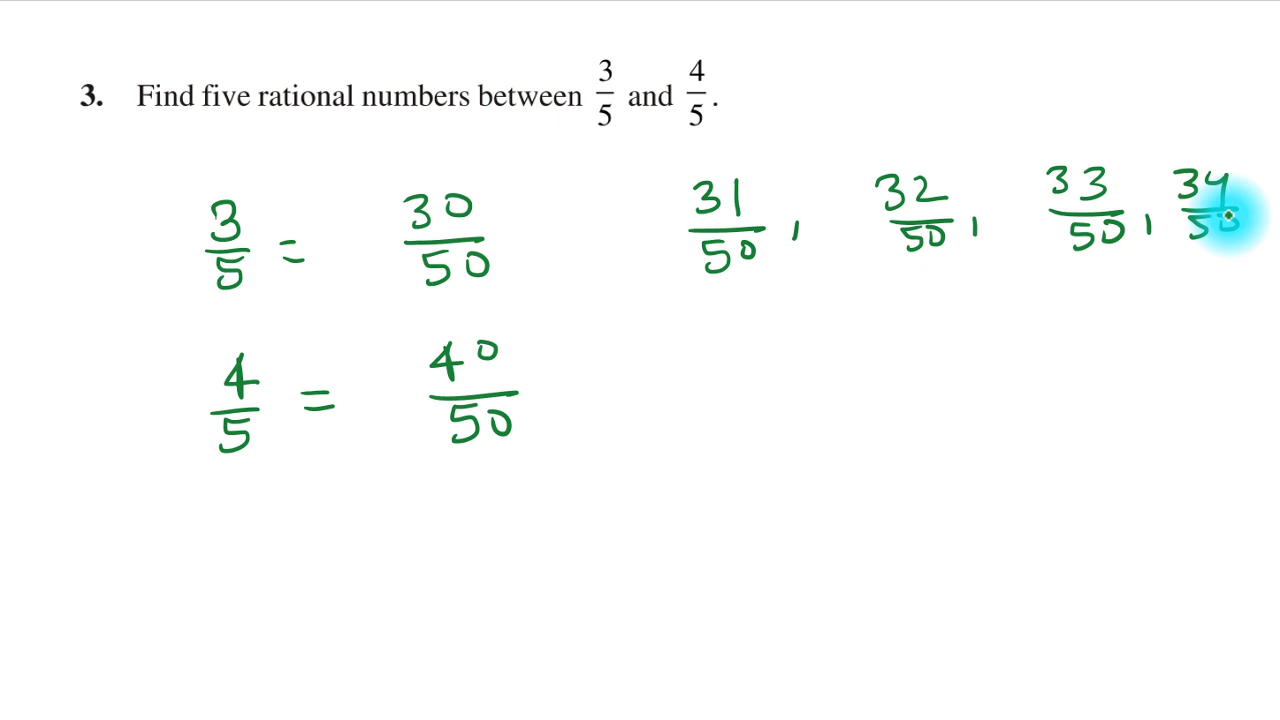 3. Find five rational numbers between 3/5 and 4/5.
3/5 = 30/50
31/50, 32/50, 33/50, 34/50
4/5 = 40/50